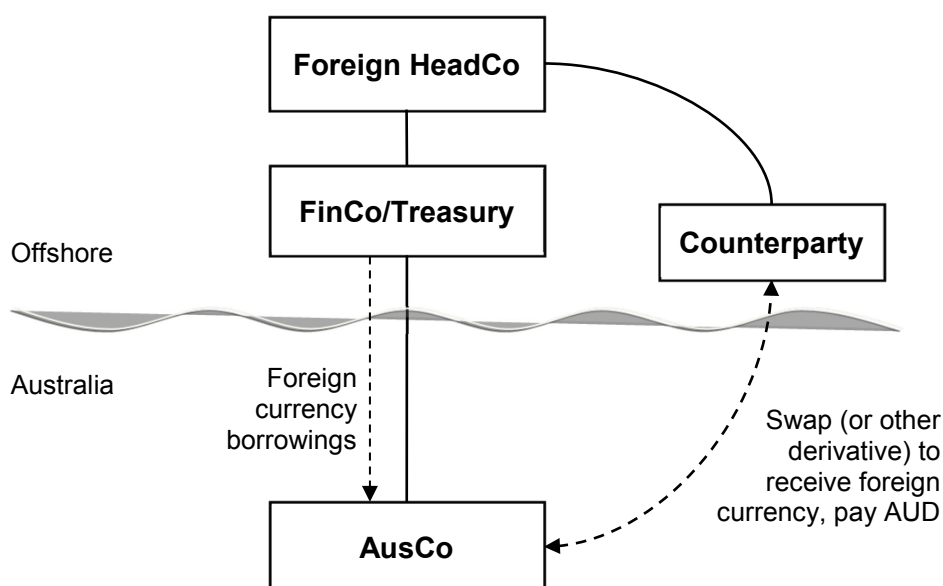 Foreign HeadCo
FinCo/Treasury
Counterparty
Offshore
Australia
Foreign
currency
borrowings
Swap (or other
derivative) to
receive foreign
currency, pay AUD
AusCo